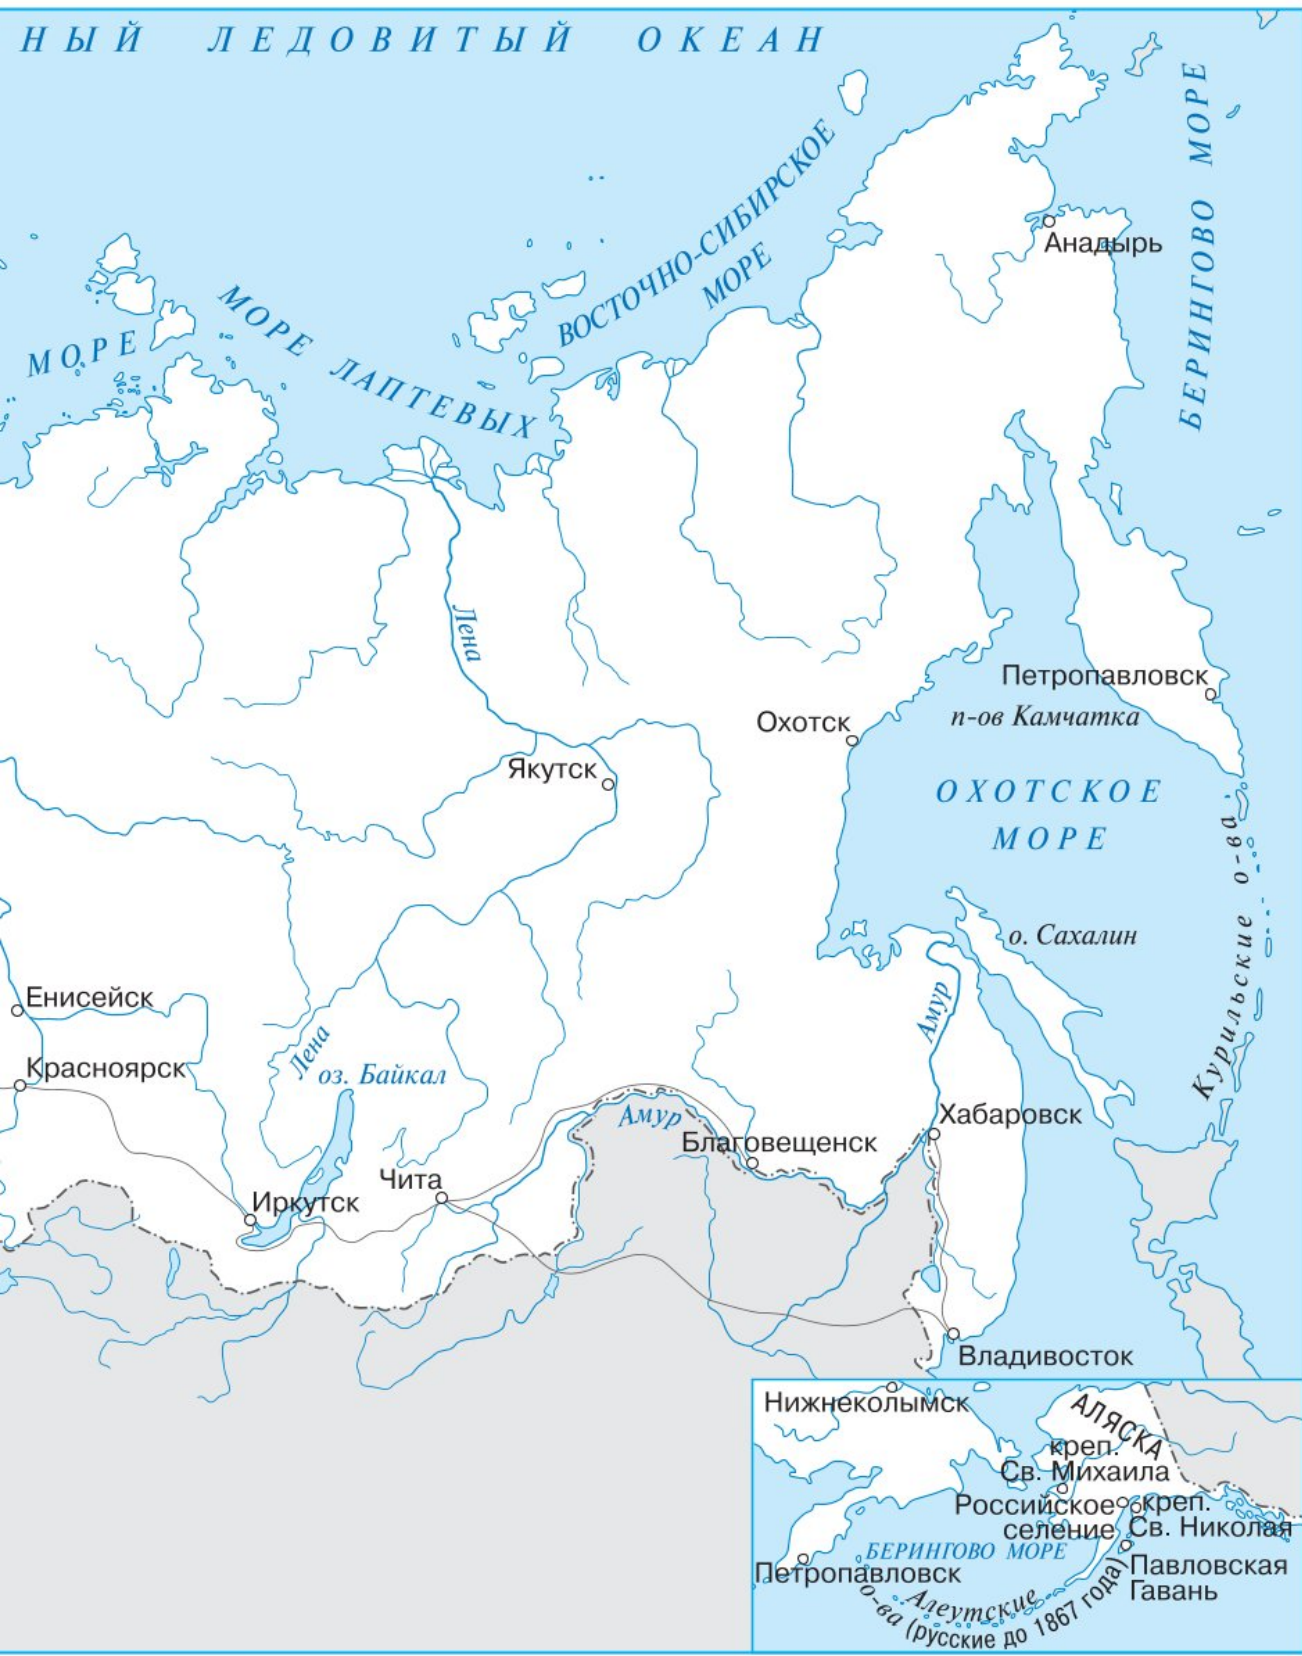 НЫЙ ЛЕДОВИТЫЙ ОКЕАН
БЕРИНГОВО МОРЕ
ВОСТОЧНО-СИБИРСКОЕ
МОРЕ
Анадырь
МОРЕ
МОРЕ ЛАПТЕВЫХ
Лена
Петропавловск
п-ов Камчатка
Охотск
Якутск
ОХОТСКОЕ
МОРЕ
Курильские о-ва
о. Сахалин
Енисейск
Амур
Лена
Красноярск
оз. Байкал
Амур
Хабаровск
Благовещенск
Чита
Иркутск
Владивосток
Нижнеколымск
АЛЯСКА
креп.
Св. Михаила
Российское
селение
креп.
Св. Николая
БЕРИНГОВО МОРЕ
Петропавловск
Павловская
Гавань
Алеутские
о-ва (русские до 1867 года)